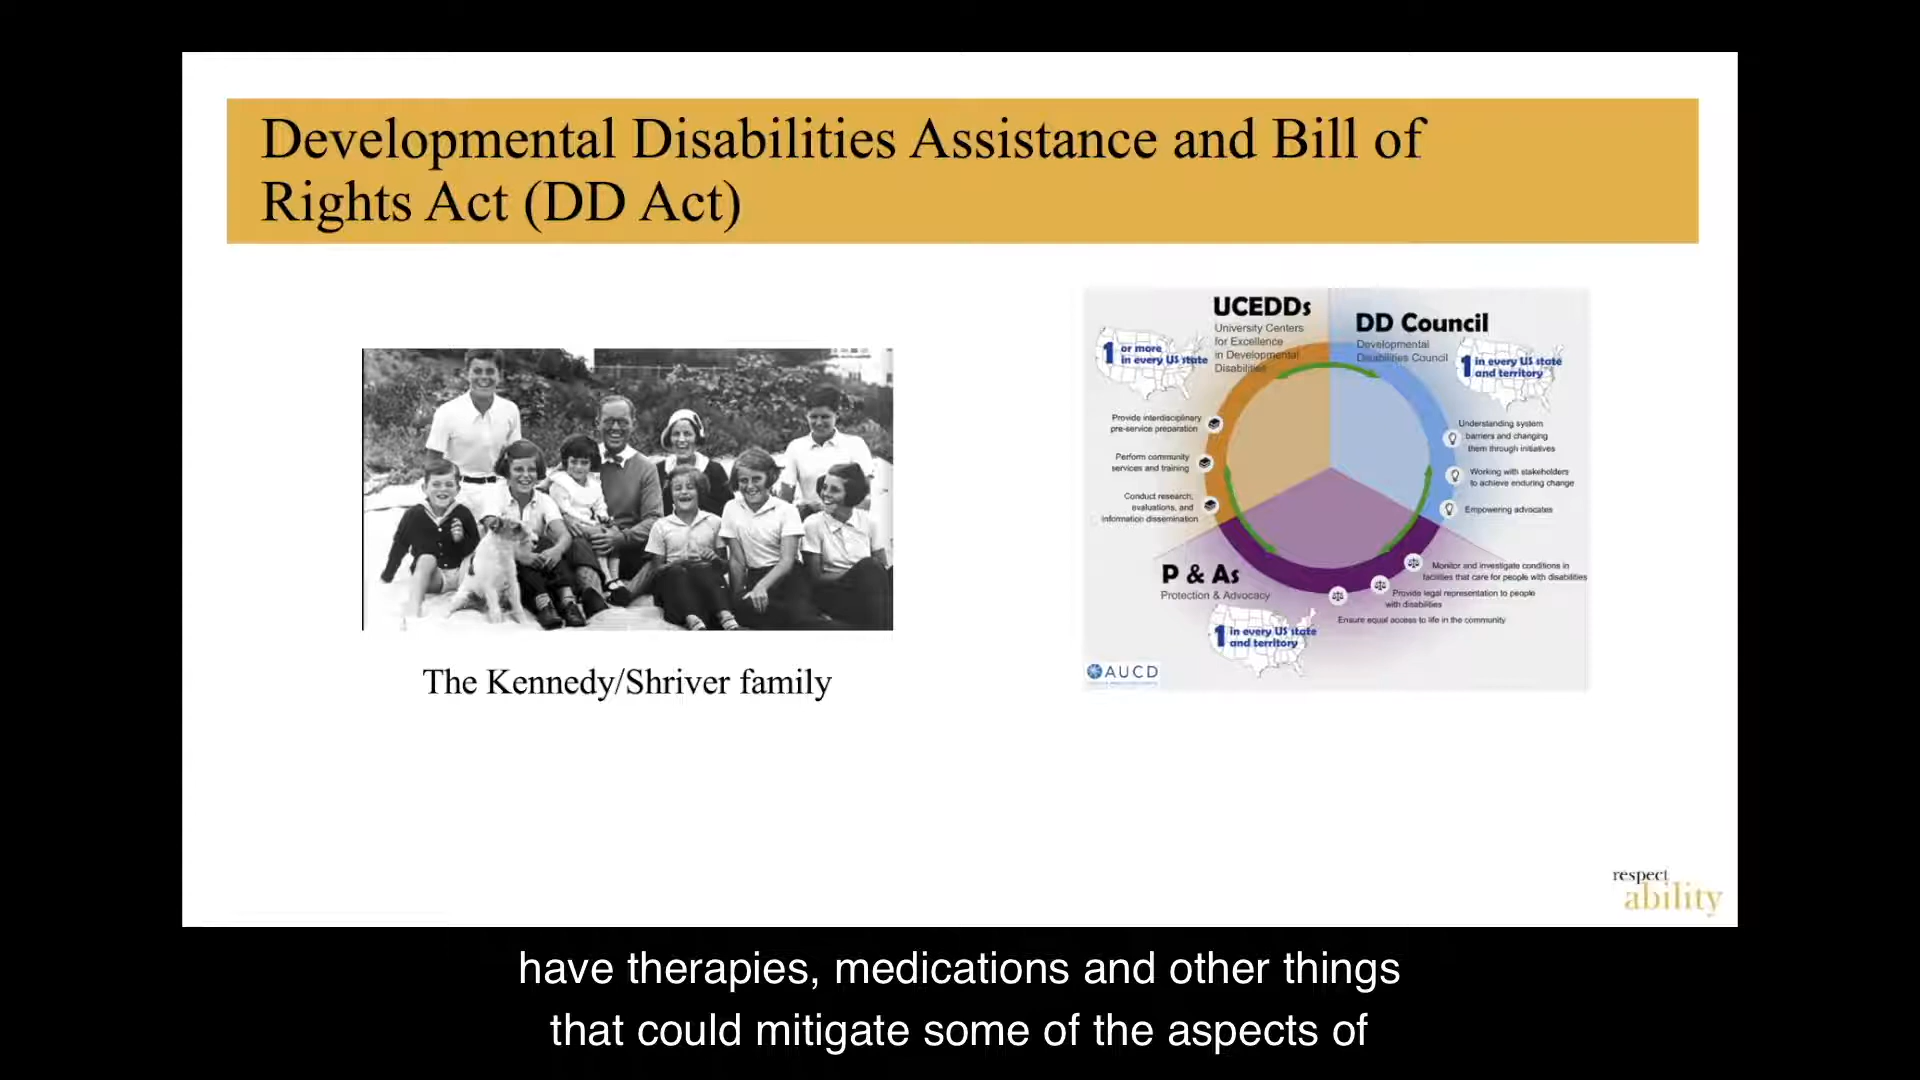 Developmental Disabilities Assistance and Bill of
Rights Act (DD Act)
The Kennedy/Shriver family
UCEDDs
University Centers
for Excellence
in Developmental
Disabilities
1 or more
in every US state
Provide interdisciplinary
pre-service preparation
Perform community
services and training
Conduct research,
evaluations, and
information dissemination
DD Council
Developmental
Disabilities Council
1 in every US state
and territory
Understanding system
barriers and changing
them through initiatives
Working with stakeholders
to achieve enduring change
Empowering advocates
P & As
Protection & Advocacy
1 in every US state
and territory
Monitor and investigate conditions in
facilities that care for people with disabilities
Provide legal representation to people
with disabilities
Ensure equal access to life in the community
AUCD
respect
ability
have therapies, medications and other things
that could mitigate some of the aspects of